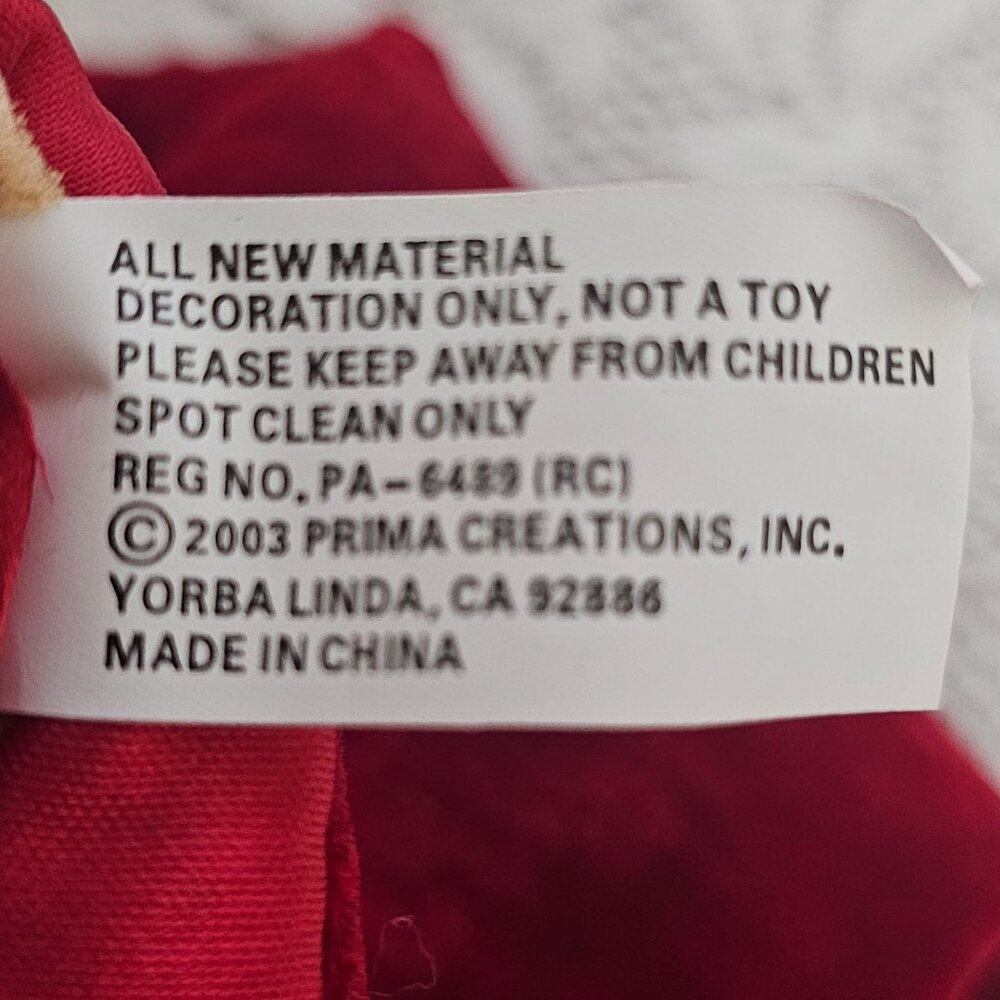 ALL NEW MATERIAL
DECORATION ONLY, NOT A TOY
PLEASE KEEP AWAY FROM CHILDREN
SPOT CLEAN ONLY
REG NO. PA-6489 (RC)
© 2003 PRIMA CREATIONS, INC.
YORBA LINDA, CA 92886
MADE IN CHINA